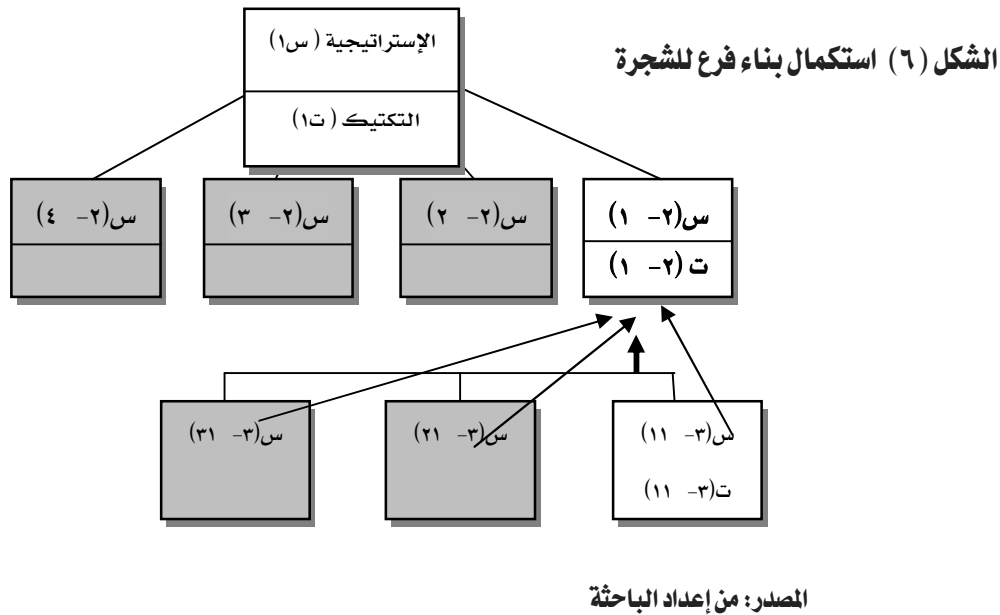 الشكل (٦) استكمال بناء فرع للشجرة
الإستراتيجية (س١)
التكتيك (ت١)
س(٢- ١)
ت (٢- ١)
س(٢- ٢)
س(٢- ٣)
س(٢- ٤)
س(٣- ١١)
ت(٣- ١١)
س(٣- ٢١)
س(٣- ٣١)
المصدر: من إعداد الباحثة